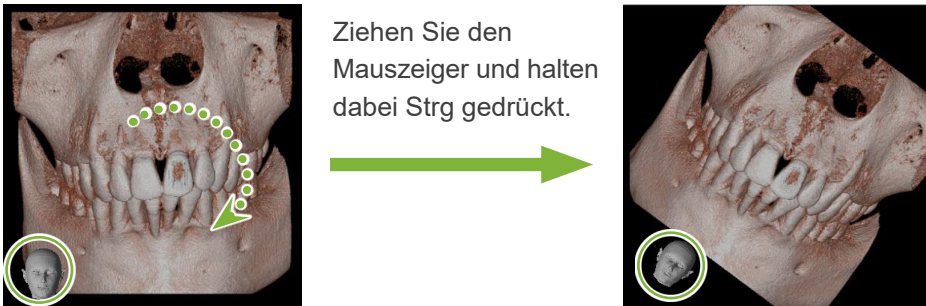 Ziehen Sie den
Mauszeiger und halten
dabei Strg gedrückt.